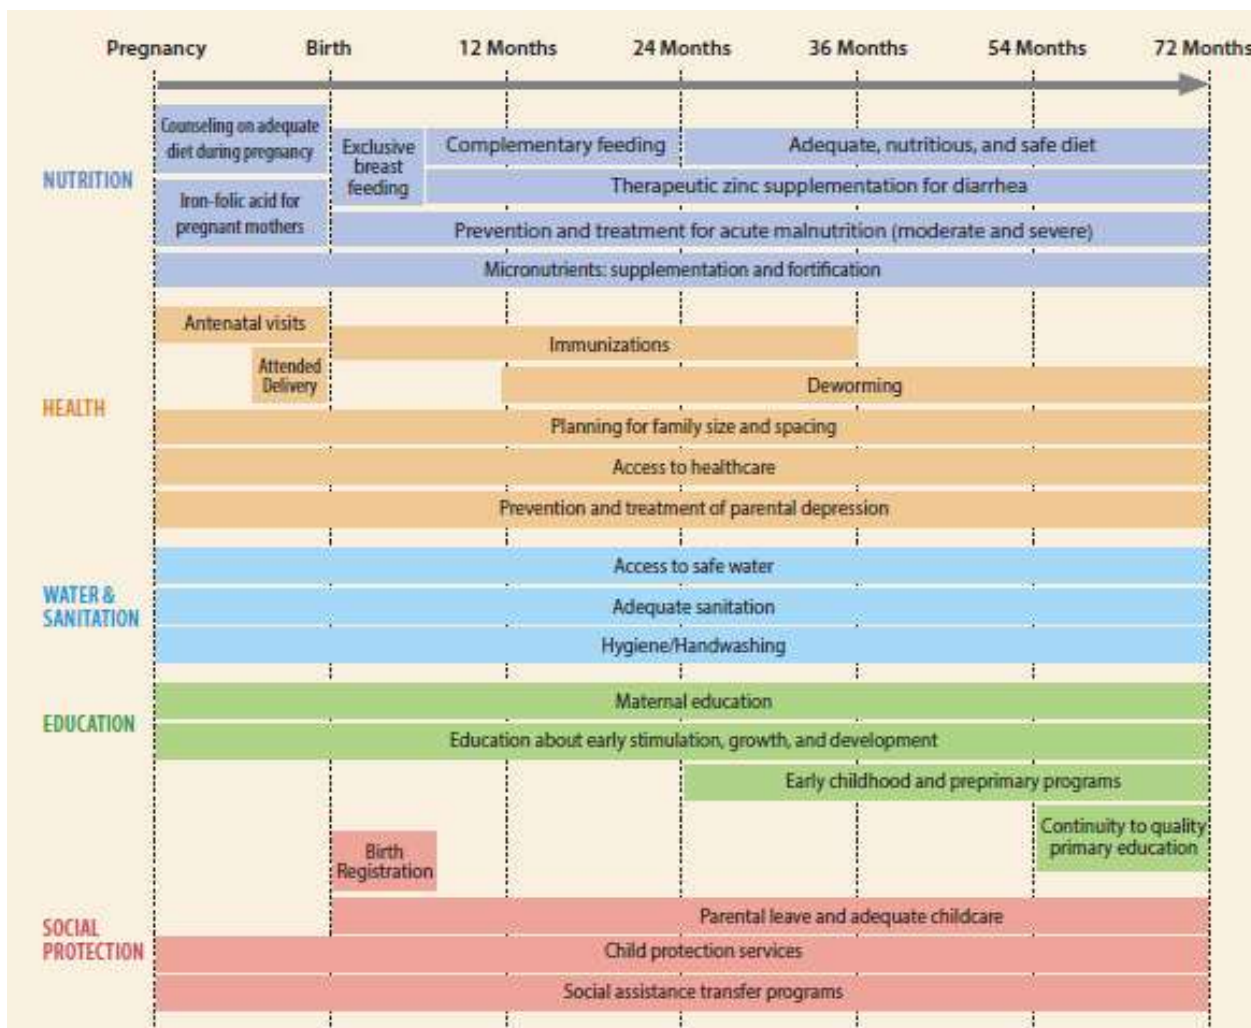 Pregnancy Birth 12 Months 24 Months 36 Months 54 Months 72 Months
NUTRITION
Counseling on adequate
diet during pregnancy
Iron-folic acid for
pregnant mothers
Exclusive
breast
feeding
Complementary feeding
Adequate, nutritious, and safe diet
Therapeutic zinc supplementation for diarrhea
Prevention and treatment for acute malnutrition (moderate and severe)
Micronutrients: supplementation and fortification
HEALTH
Antenatal visits
Attended
Delivery
Immunizations
Deworming
Planning for family size and spacing
Access to healthcare
Prevention and treatment of parental depression
WATER &
SANITATION
Access to safe water
Adequate sanitation
Hygiene/Handwashing
EDUCATION
Maternal education
Education about early stimulation, growth, and development
Early childhood and preprimary programs
Continuity to quality
primary education
SOCIAL
PROTECTION
Birth
Registration
Parental leave and adequate childcare
Child protection services
Social assistance transfer programs